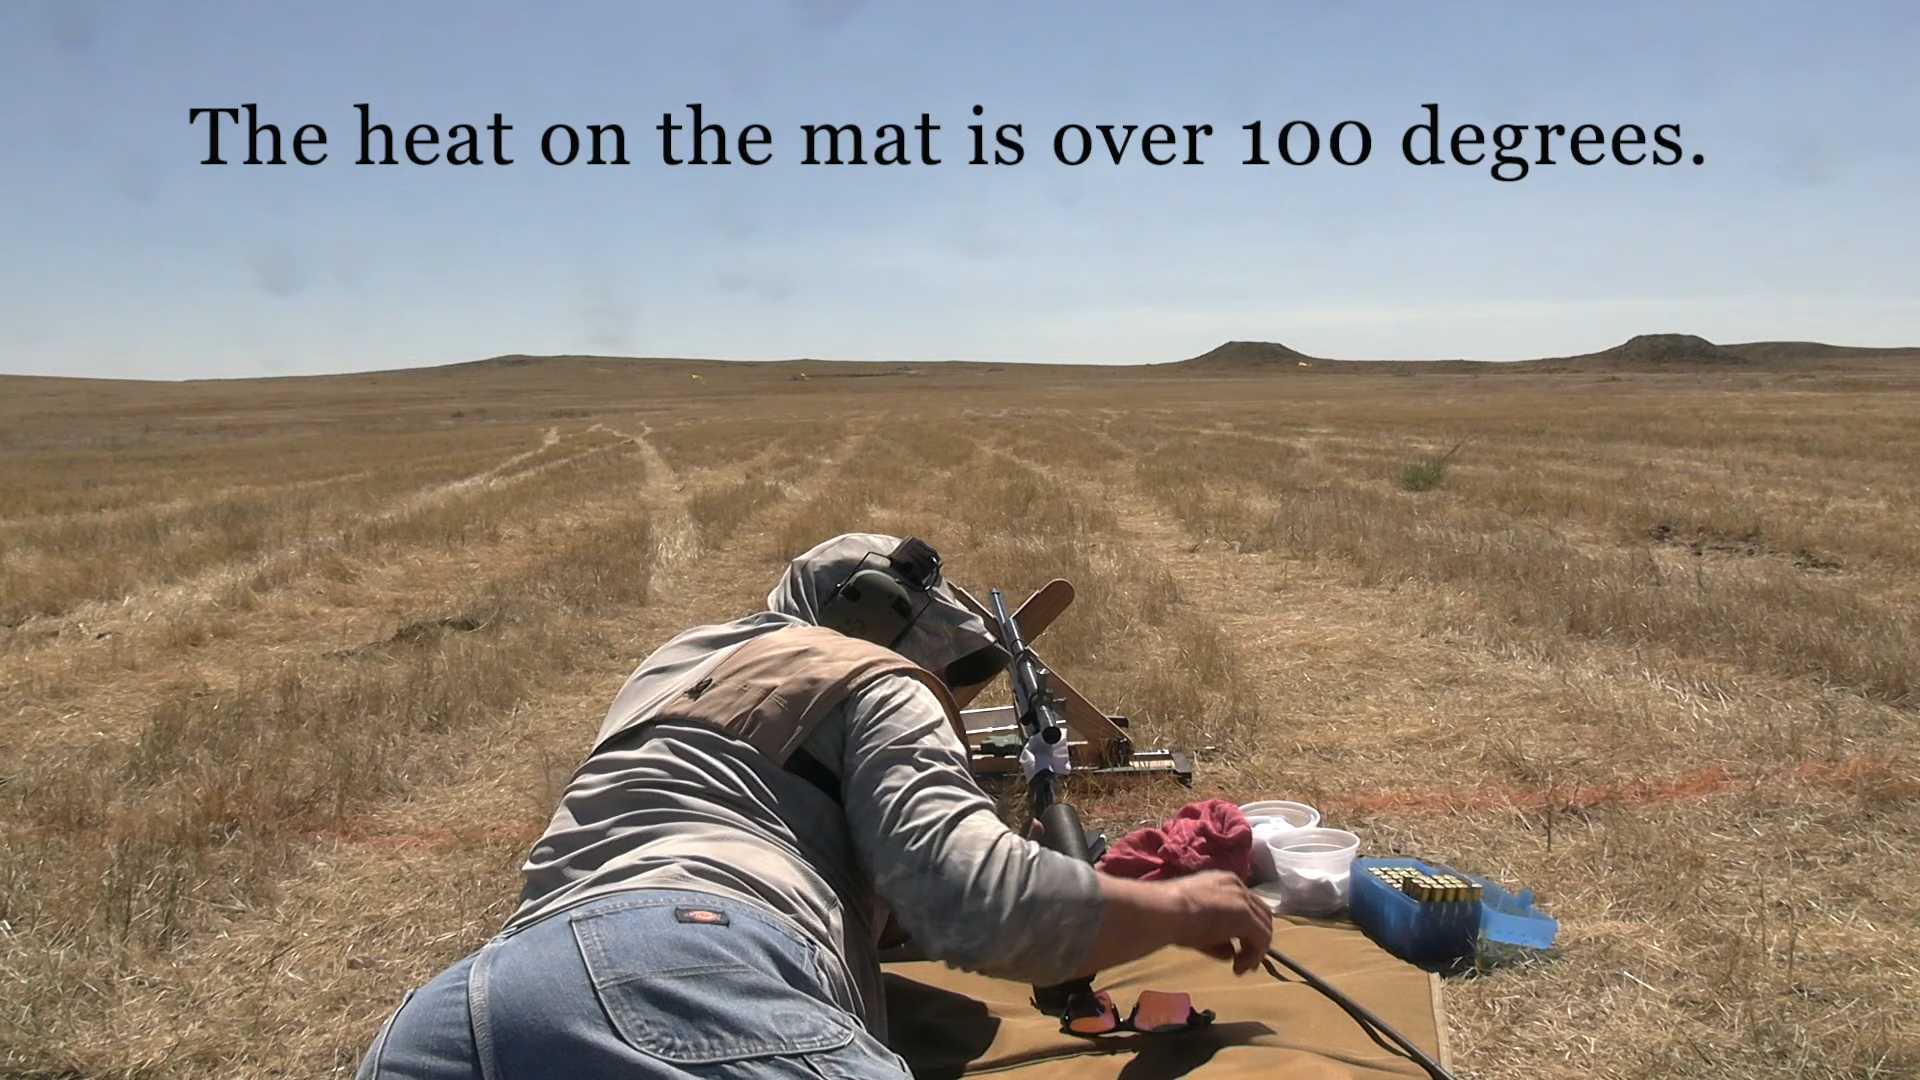 The heat on the mat is over 100 degrees.